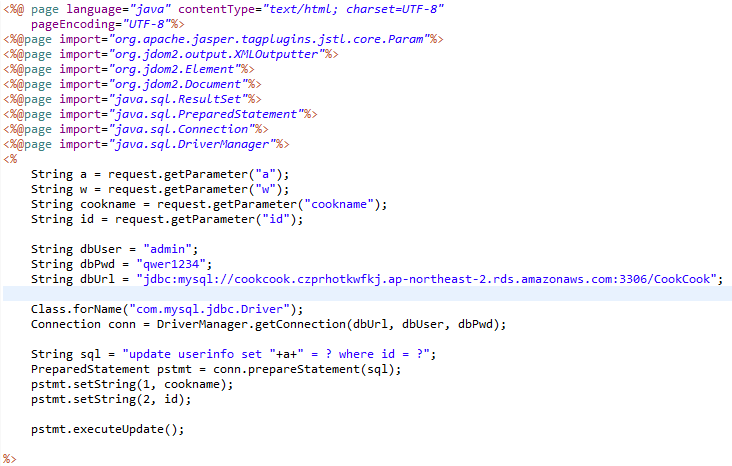 <%@ page language="java" contentType="text/html; charset=UTF-8"
    pageEncoding="UTF-8"%>
<%@page import="org.apache.jasper.tagplugins.jstl.core.Param"%>
<%@page import="org.jdom2.output.XMLOutputter"%>
<%@page import="org.jdom2.Element"%>
<%@page import="org.jdom2.Document"%>
<%@page import="java.sql.ResultSet"%>
<%@page import="java.sql.PreparedStatement"%>
<%@page import="java.sql.Connection"%>
<%@page import="java.sql.DriverManager"%>
<%
    String a = request.getParameter("a");
    String w = request.getParameter("w");
    String cookname = request.getParameter("cookname");
    String id = request.getParameter("id");

    String dbUser = "admin";
    String dbPwd = "qwer1234";
    String dbUrl = "jdbc:mysql://cookcook.czprhotkwfkj.ap-northeast-2.rds.amazonaws.com:3306/CookCook";

    Class.forName("com.mysql.jdbc.Driver");
    Connection conn = DriverManager.getConnection(dbUrl, dbUser, dbPwd);

    String sql = "update userinfo set "+a+" = ? where id = ?";
    PreparedStatement pstmt = conn.prepareStatement(sql);
    pstmt.setString(1, cookname);
    pstmt.setString(2, id);

    pstmt.executeUpdate();

%>